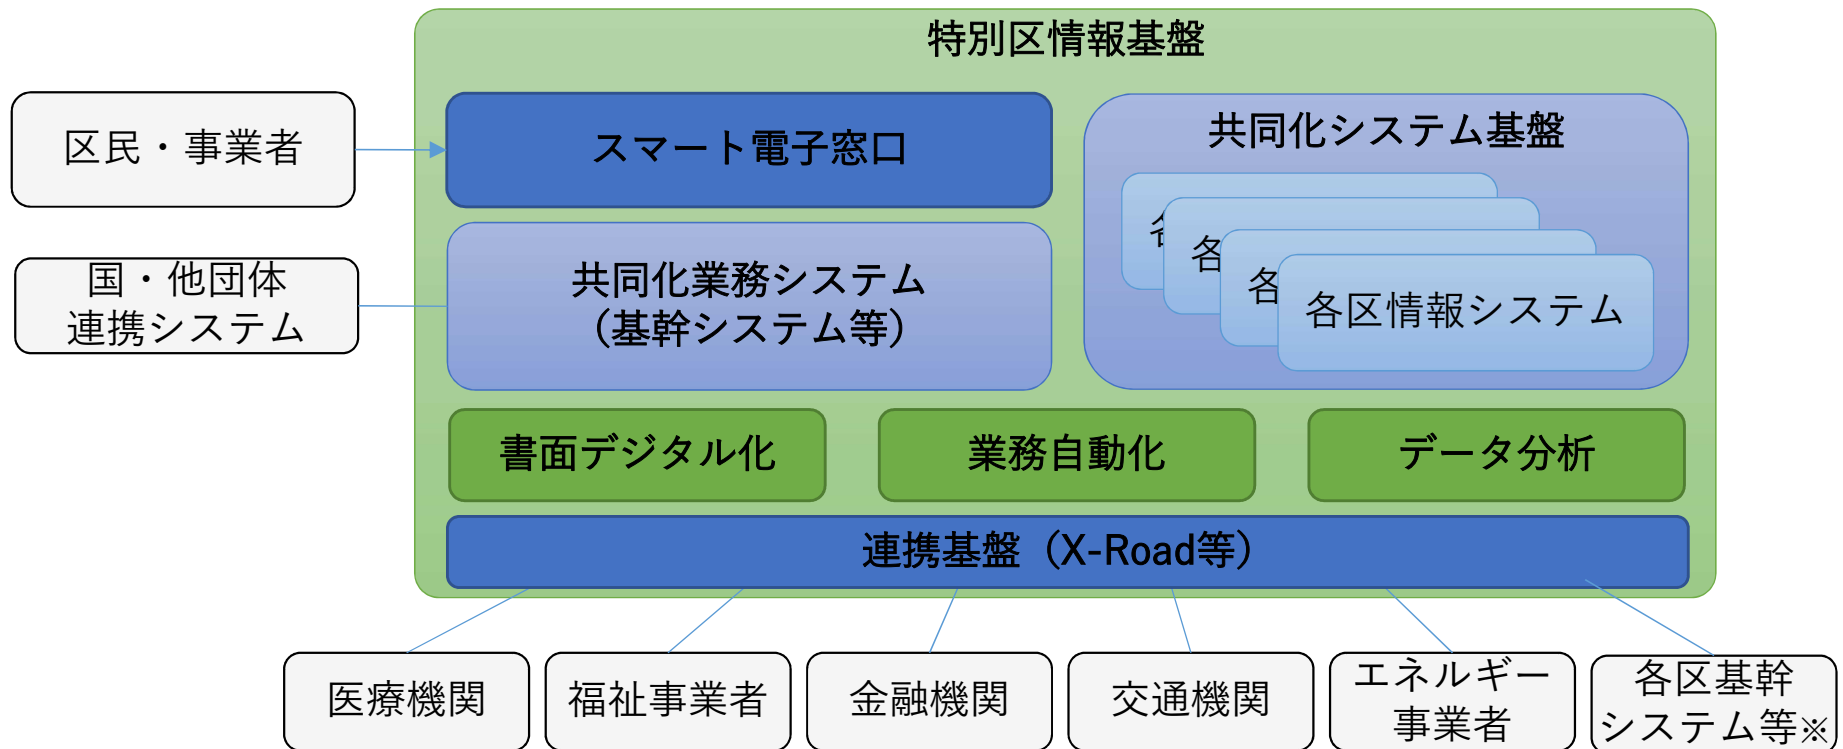 特別区情報基盤
区民・事業者
スマート電子窓口
共同化システム基盤
各
各
各
各区情報システム
国・他団体
連携システム
共同化業務システム
（基幹システム等）
書面デジタル化
業務自動化
データ分析
連携基盤（X-Road等）
医療機関
福祉事業者
金融機関
交通機関
エネルギー
事業者
各区基幹
システム等※